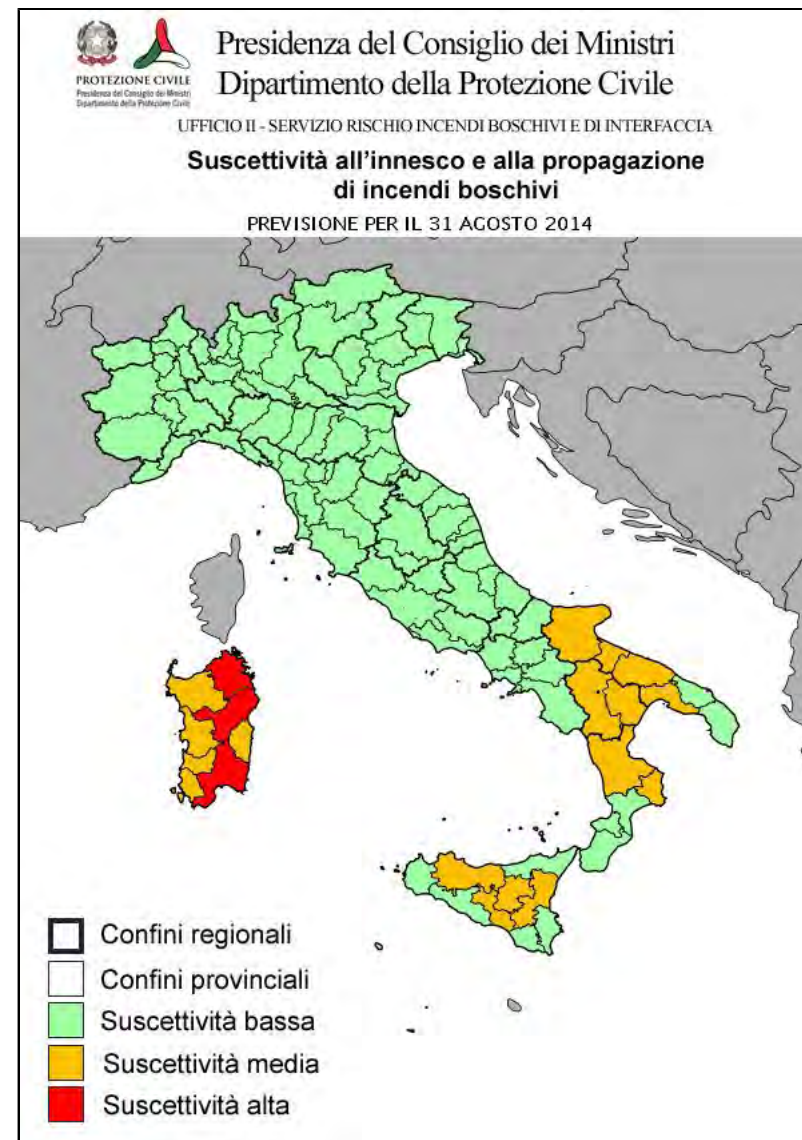 Presidenza del Consiglio dei Ministri
Dipartimento della Protezione Civile
PROTEZIONE CIVILE
Presidenza del Consiglio dei Ministri
Dipartimento della Protezione Civile
UFFICIO II - SERVIZIO RISCHIO INCENDI BOSCHIVI E DI INTERFACCIA
Suscettività all'innesco e alla propagazione
di incendi boschivi
PREVISIONE PER IL 31 AGOSTO 2014
Confini regionali
Confini provinciali
Suscettività bassa
Suscettività media
Suscettività alta